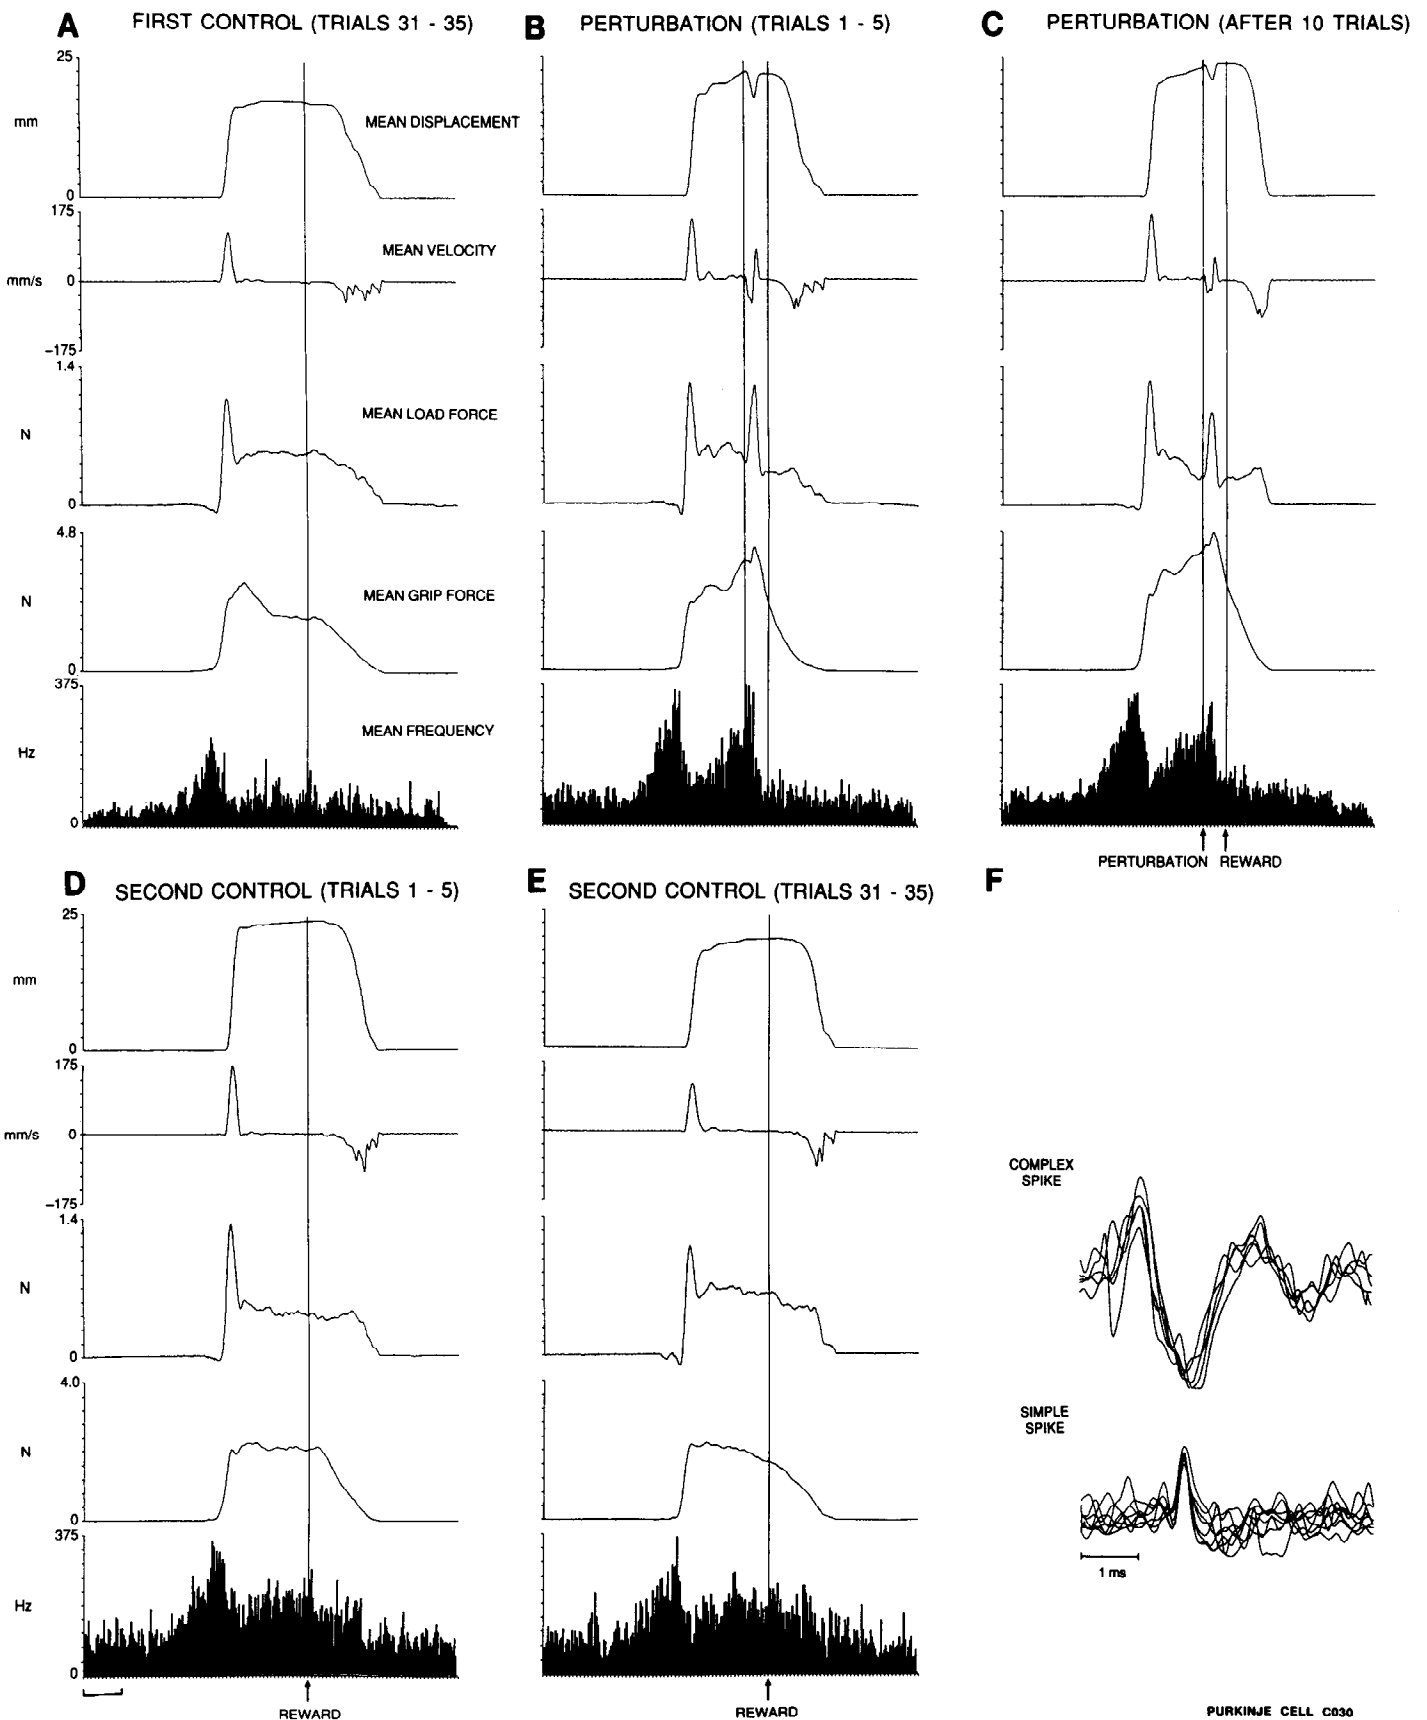 A FIRST CONTROL (TRIALS 31 - 35)
B PERTURBATION (TRIALS 1 - 5)
C PERTURBATION (AFTER 10 TRIALS)
25
mm
MEAN DISPLACEMENT
0
175
MEAN VELOCITY
mm/s
0
-175
1.4
MEAN LOAD FORCE
N
0
4.8
MEAN GRIP FORCE
N
0
375
MEAN FREQUENCY
Hz
0
PERTURBATION REWARD
D SECOND CONTROL (TRIALS 1 - 5)
E SECOND CONTROL (TRIALS 31 - 35)
F
25
mm
0
175
mm/s
0
-175
1.4
N
0
4.0
N
0
375
Hz
0
REWARD
REWARD
COMPLEX
SPIKE
SIMPLE
SPIKE
1 ms
PURKINJE CELL C030